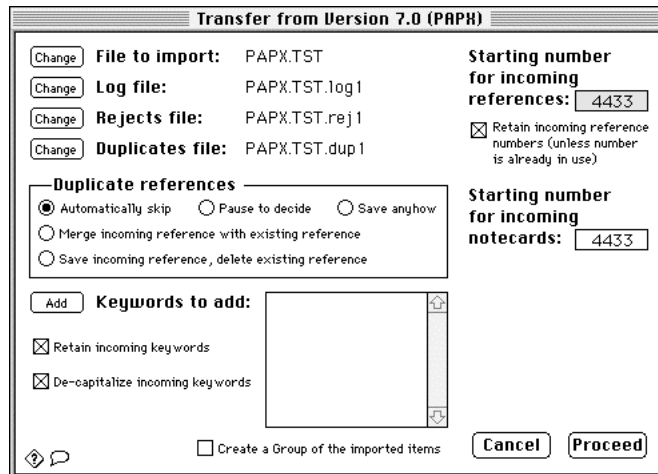 Transfer from Version 7.0 (PAPX)
Change File to import: PAPX.TST
Change Log file: PAPX.TST.log1
Change Rejects file: PAPX.TST.rej1
Change Duplicates file: PAPX.TST.dup1
Starting number
for incoming
references: 4433
Retain incoming reference
numbers (unless number
is already in use)
Starting number
for incoming
notecards: 4433
Duplicate references
Automatically skip Pause to decide Save anyhow
Merge incoming reference with existing reference
Save incoming reference, delete existing reference
Add Keywords to add:
Retain incoming keywords
De-capitalize incoming keywords
Create a Group of the imported items
Cancel Proceed
?